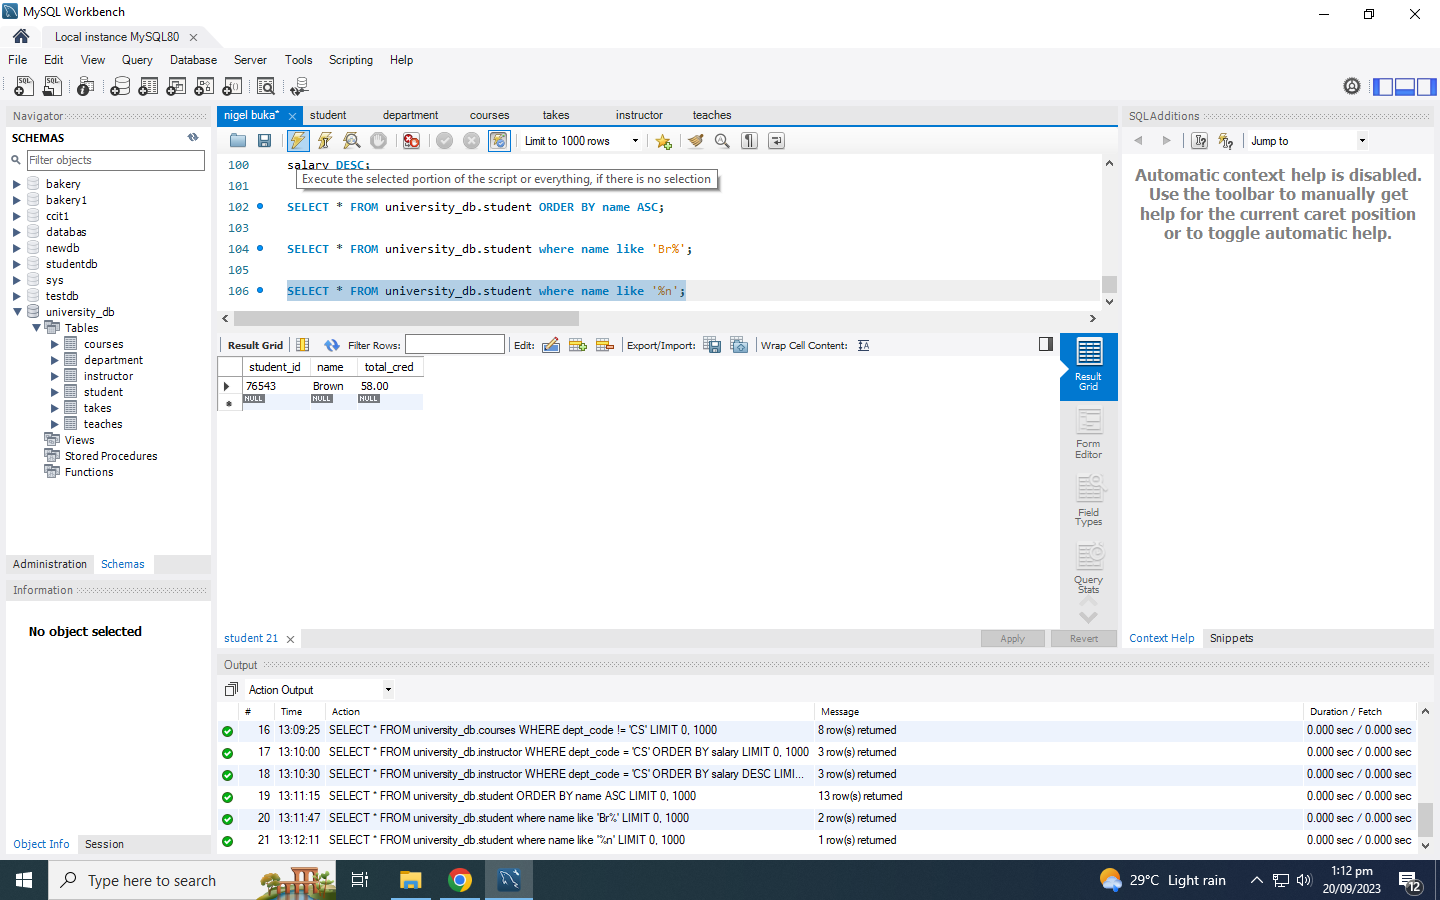 MySQL Workbench
Local instance MySQL80
File Edit View Query Database Server Tools Scripting Help
Navigator
SCHEMAS
Filter objects
bakery
bakery1
ccit1
databas
newdb
studentdb
sys
testdb
university_db
Tables
courses
department
instructor
student
takes
teaches
Views
Stored Procedures
Functions
Administration Schemas
Information
No object selected
Object Info Session
nigel buka* student department courses takes instructor teaches
Limit to 1000 rows
100 salary DESC;
Execute the selected portion of the script or everything, if there is no selection
101
102 SELECT * FROM university_db.student ORDER BY name ASC;
103
104 SELECT * FROM university_db.student where name like 'Br%';
105
106 SELECT * FROM university_db.student where name like '%n';
Result Grid Filter Rows: Edit: Export/Import: Wrap Cell Content:
student_id name total_cred
76543 Brown 58.00
NULL NULL NULL
Result Grid
Form Editor
Field Types
Query Stats
student 21 Apply Revert
SQLAdditions
Jump to
Automatic context help is disabled.
Use the toolbar to manually get
help for the current caret position
or to toggle automatic help.
Context Help Snippets
Output
Action Output
# Time Action Message Duration / Fetch
16 13:09:25 SELECT * FROM university_db.courses WHERE dept_code != 'CS' LIMIT 0, 1000 8 row(s) returned 0.000 sec / 0.000 sec
17 13:10:00 SELECT * FROM university_db.instructor WHERE dept_code = 'CS' ORDER BY salary LIMIT 0, 1000 3 row(s) returned 0.000 sec / 0.000 sec
18 13:10:30 SELECT * FROM university_db.instructor WHERE dept_code = 'CS' ORDER BY salary DESC LIMI... 3 row(s) returned 0.000 sec / 0.000 sec
19 13:11:15 SELECT * FROM university_db.student ORDER BY name ASC LIMIT 0, 1000 13 row(s) returned 0.000 sec / 0.000 sec
20 13:11:47 SELECT * FROM university_db.student where name like 'Br%' LIMIT 0, 1000 2 row(s) returned 0.000 sec / 0.000 sec
21 13:12:11 SELECT * FROM university_db.student where name like '%n' LIMIT 0, 1000 1 row(s) returned 0.000 sec / 0.000 sec
Type here to search
29°C Light rain
1:12 pm
20/09/2023
12